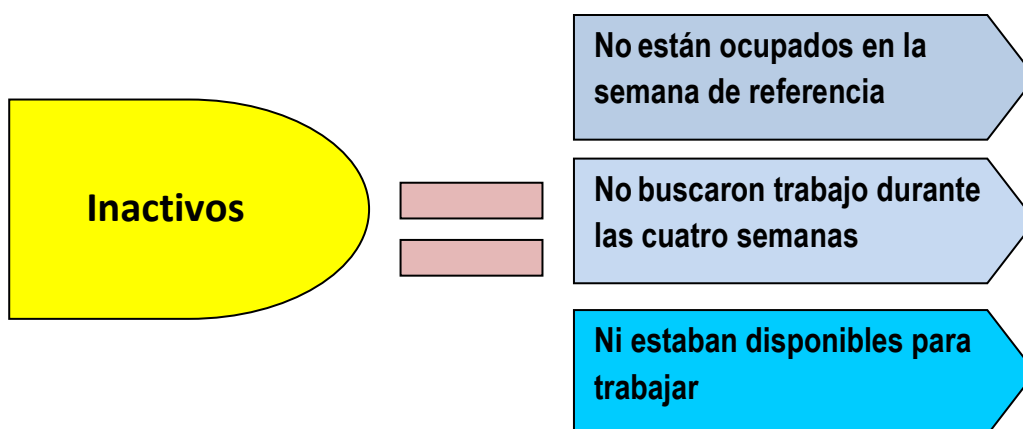 No están ocupados en la
semana de referencia
Inactivos
No buscaron trabajo durante
las cuatro semanas
Ni estaban disponibles para
trabajar